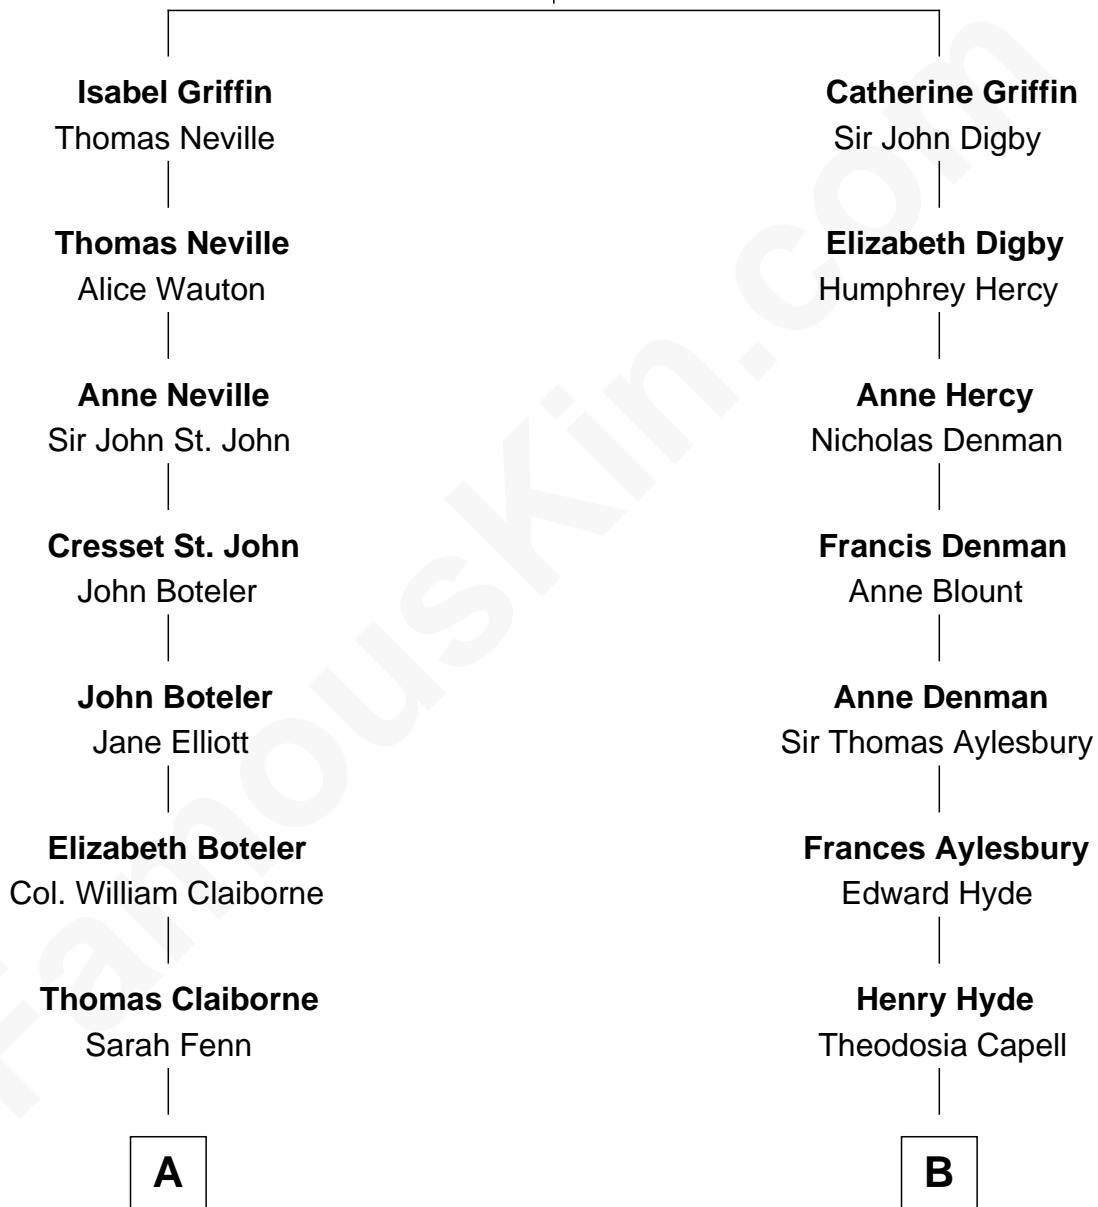 Isabel Griffin
Thomas Neville
Thomas Neville
Alice Wauton
Anne Neville
Sir John St. John
Cresset St. John
John Boteler
John Boteler
Jane Elliott
Elizabeth Boteler
Col. William Claiborne
Thomas Claiborne
Sarah Fenn
A
Catherine Griffin
Sir John Digby
Elizabeth Digby
Humphrey Hercy
Anne Hercy
Nicholas Denman
Francis Denman
Anne Blount
Anne Denman
Sir Thomas Aylesbury
Frances Aylesbury
Edward Hyde
Henry Hyde
Theodosia Capell
B
FamousKin.com